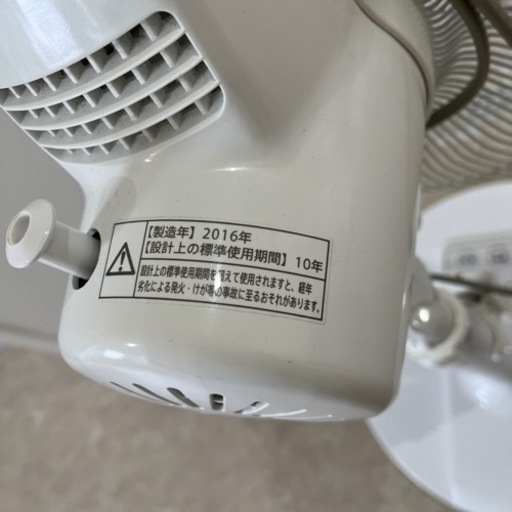 【製造年】2016年
【設計上の標準使用期間】10年
設計上の標準使用期間を超えて使用されますと、経年
劣化による発火・けが等の事故に至るおそれがあります。